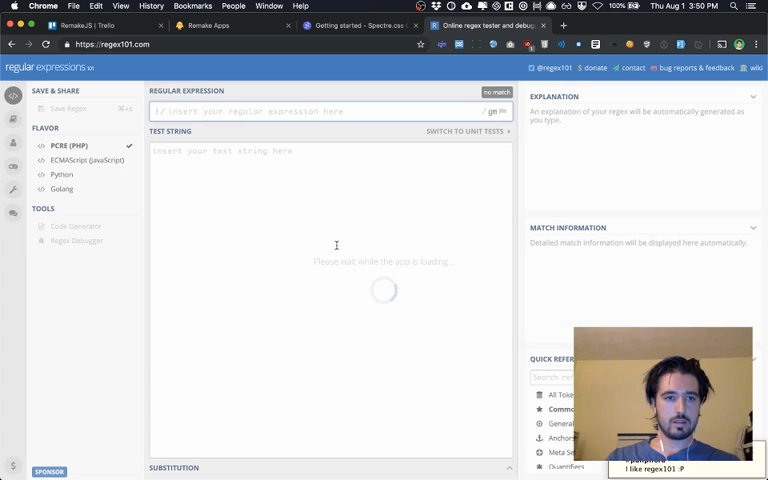 Chrome File Edit View History Bookmarks People Window Help 100% Thu Aug 1 3:50 PM
RemakeJS | Trello
Remake Apps
Getting started - Spectre.css C
Online regex tester and debug
https://regex101.com
regular expressions 101
@regex101
donate
contact
bug reports & feedback
wiki
SAVE & SHARE
Save Regex ⌘+s
FLAVOR
PCRE (PHP)
ECMAScript (JavaScript)
Python
Golang
TOOLS
Code Generator
Regex Debugger
SPONSOR
REGULAR EXPRESSION
no match
/ insert your regular expression here / gm
TEST STRING
SWITCH TO UNIT TESTS
insert your test string here
Please wait while the app is loading...
SUBSTITUTION
EXPLANATION
An explanation of your regex will be automatically generated as
you type.
MATCH INFORMATION
Detailed match information will be displayed here automatically.
QUICK REFER
Search ref
All Toke
Commo
General
Anchors
Meta Se
Quantifiers
I like regex101 :P